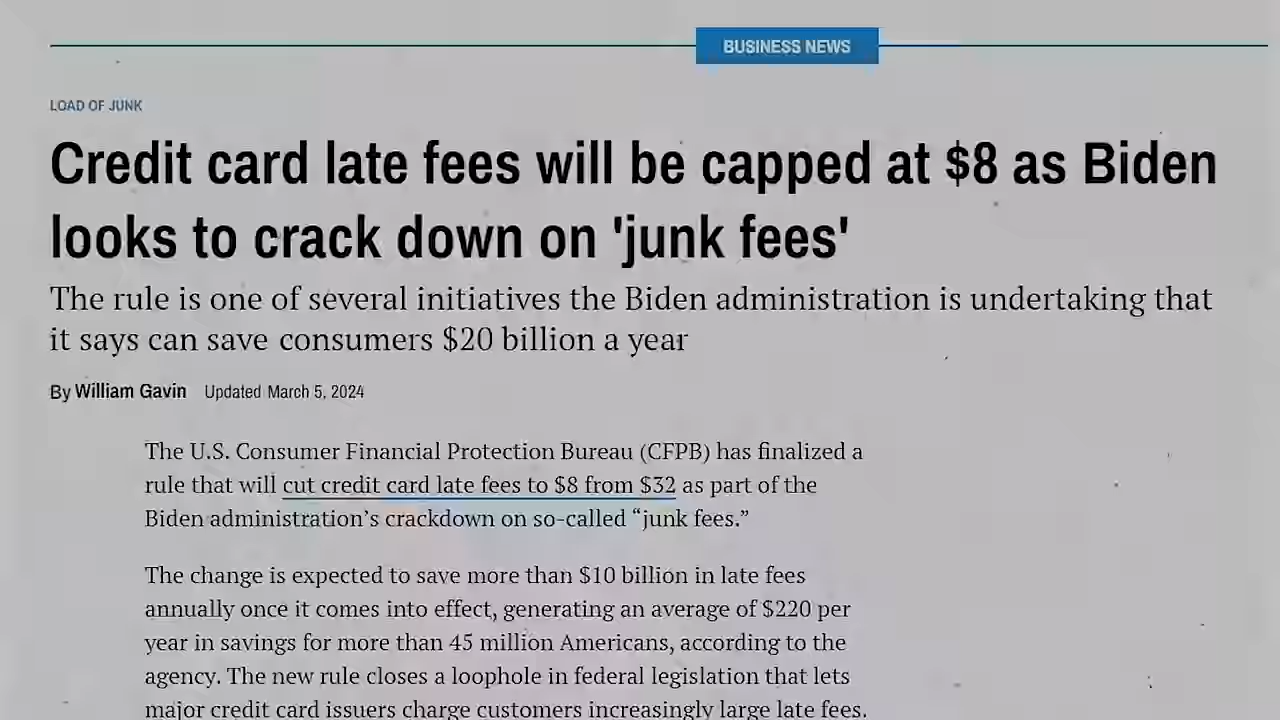 BUSINESS NEWS
LOAD OF JUNK
Credit card late fees will be capped at $8 as Biden
looks to crack down on 'junk fees'
The rule is one of several initiatives the Biden administration is undertaking that
it says can save consumers $20 billion a year
By William Gavin Updated March 5, 2024
The U.S. Consumer Financial Protection Bureau (CFPB) has finalized a
rule that will cut credit card late fees to $8 from $32 as part of the
Biden administration’s crackdown on so-called “junk fees.”
The change is expected to save more than $10 billion in late fees
annually once it comes into effect, generating an average of $220 per
year in savings for more than 45 million Americans, according to the
agency. The new rule closes a loophole in federal legislation that lets
major credit card issuers charge customers increasingly large late fees.